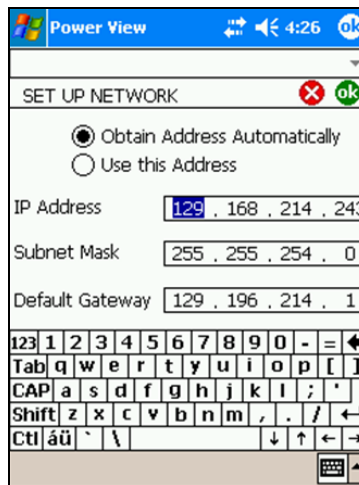 Power View 4:26 ok
SET UP NETWORK ok
Obtain Address Automatically
Use this Address
IP Address 129 . 168 . 214 . 243
Subnet Mask 255 . 255 . 254 . 0
Default Gateway 129 . 196 . 214 . 1
123 1 2 3 4 5 6 7 8 9 0 - =
Tab q w e r t y u i o p [ ]
CAP a s d f g h j k l ; '
Shift z x c v b n m , . /
Ctl áü ` \